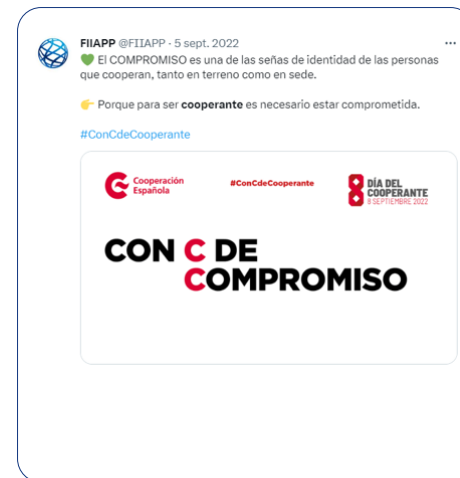 FIIAPP @FIIAPP · 5 sept. 2022
💚 El COMPROMISO es una de las señas de identidad de las personas
que cooperan, tanto en terreno como en sede.
👉 Porque para ser cooperante es necesario estar comprometida.
#ConCdeCooperante
Cooperación
Española
#ConCdeCooperante
DÍA DEL
COOPERANTE
8 SEPTIEMBRE 2022
CON C DE
COMPROMISO